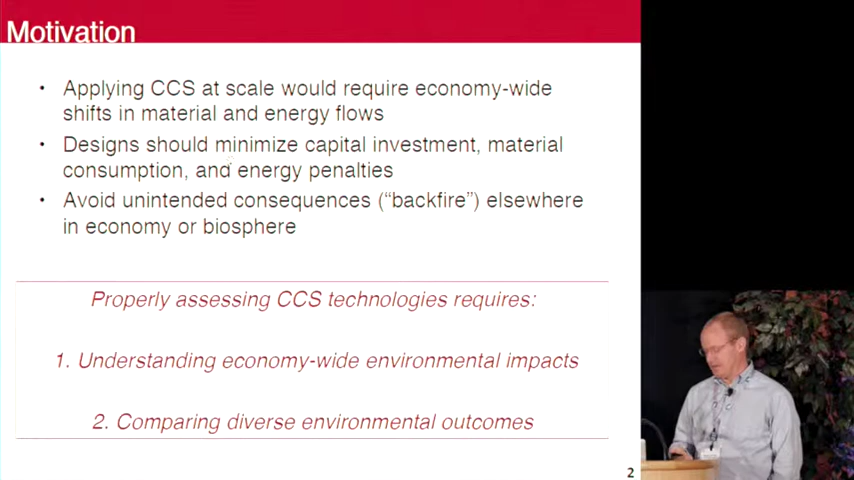 Motivation
• Applying CCS at scale would require economy-wide
shifts in material and energy flows
• Designs should minimize capital investment, material
consumption, and energy penalties
• Avoid unintended consequences (“backfire”) elsewhere
in economy or biosphere
Properly assessing CCS technologies requires:
1. Understanding economy-wide environmental impacts
2. Comparing diverse environmental outcomes
2